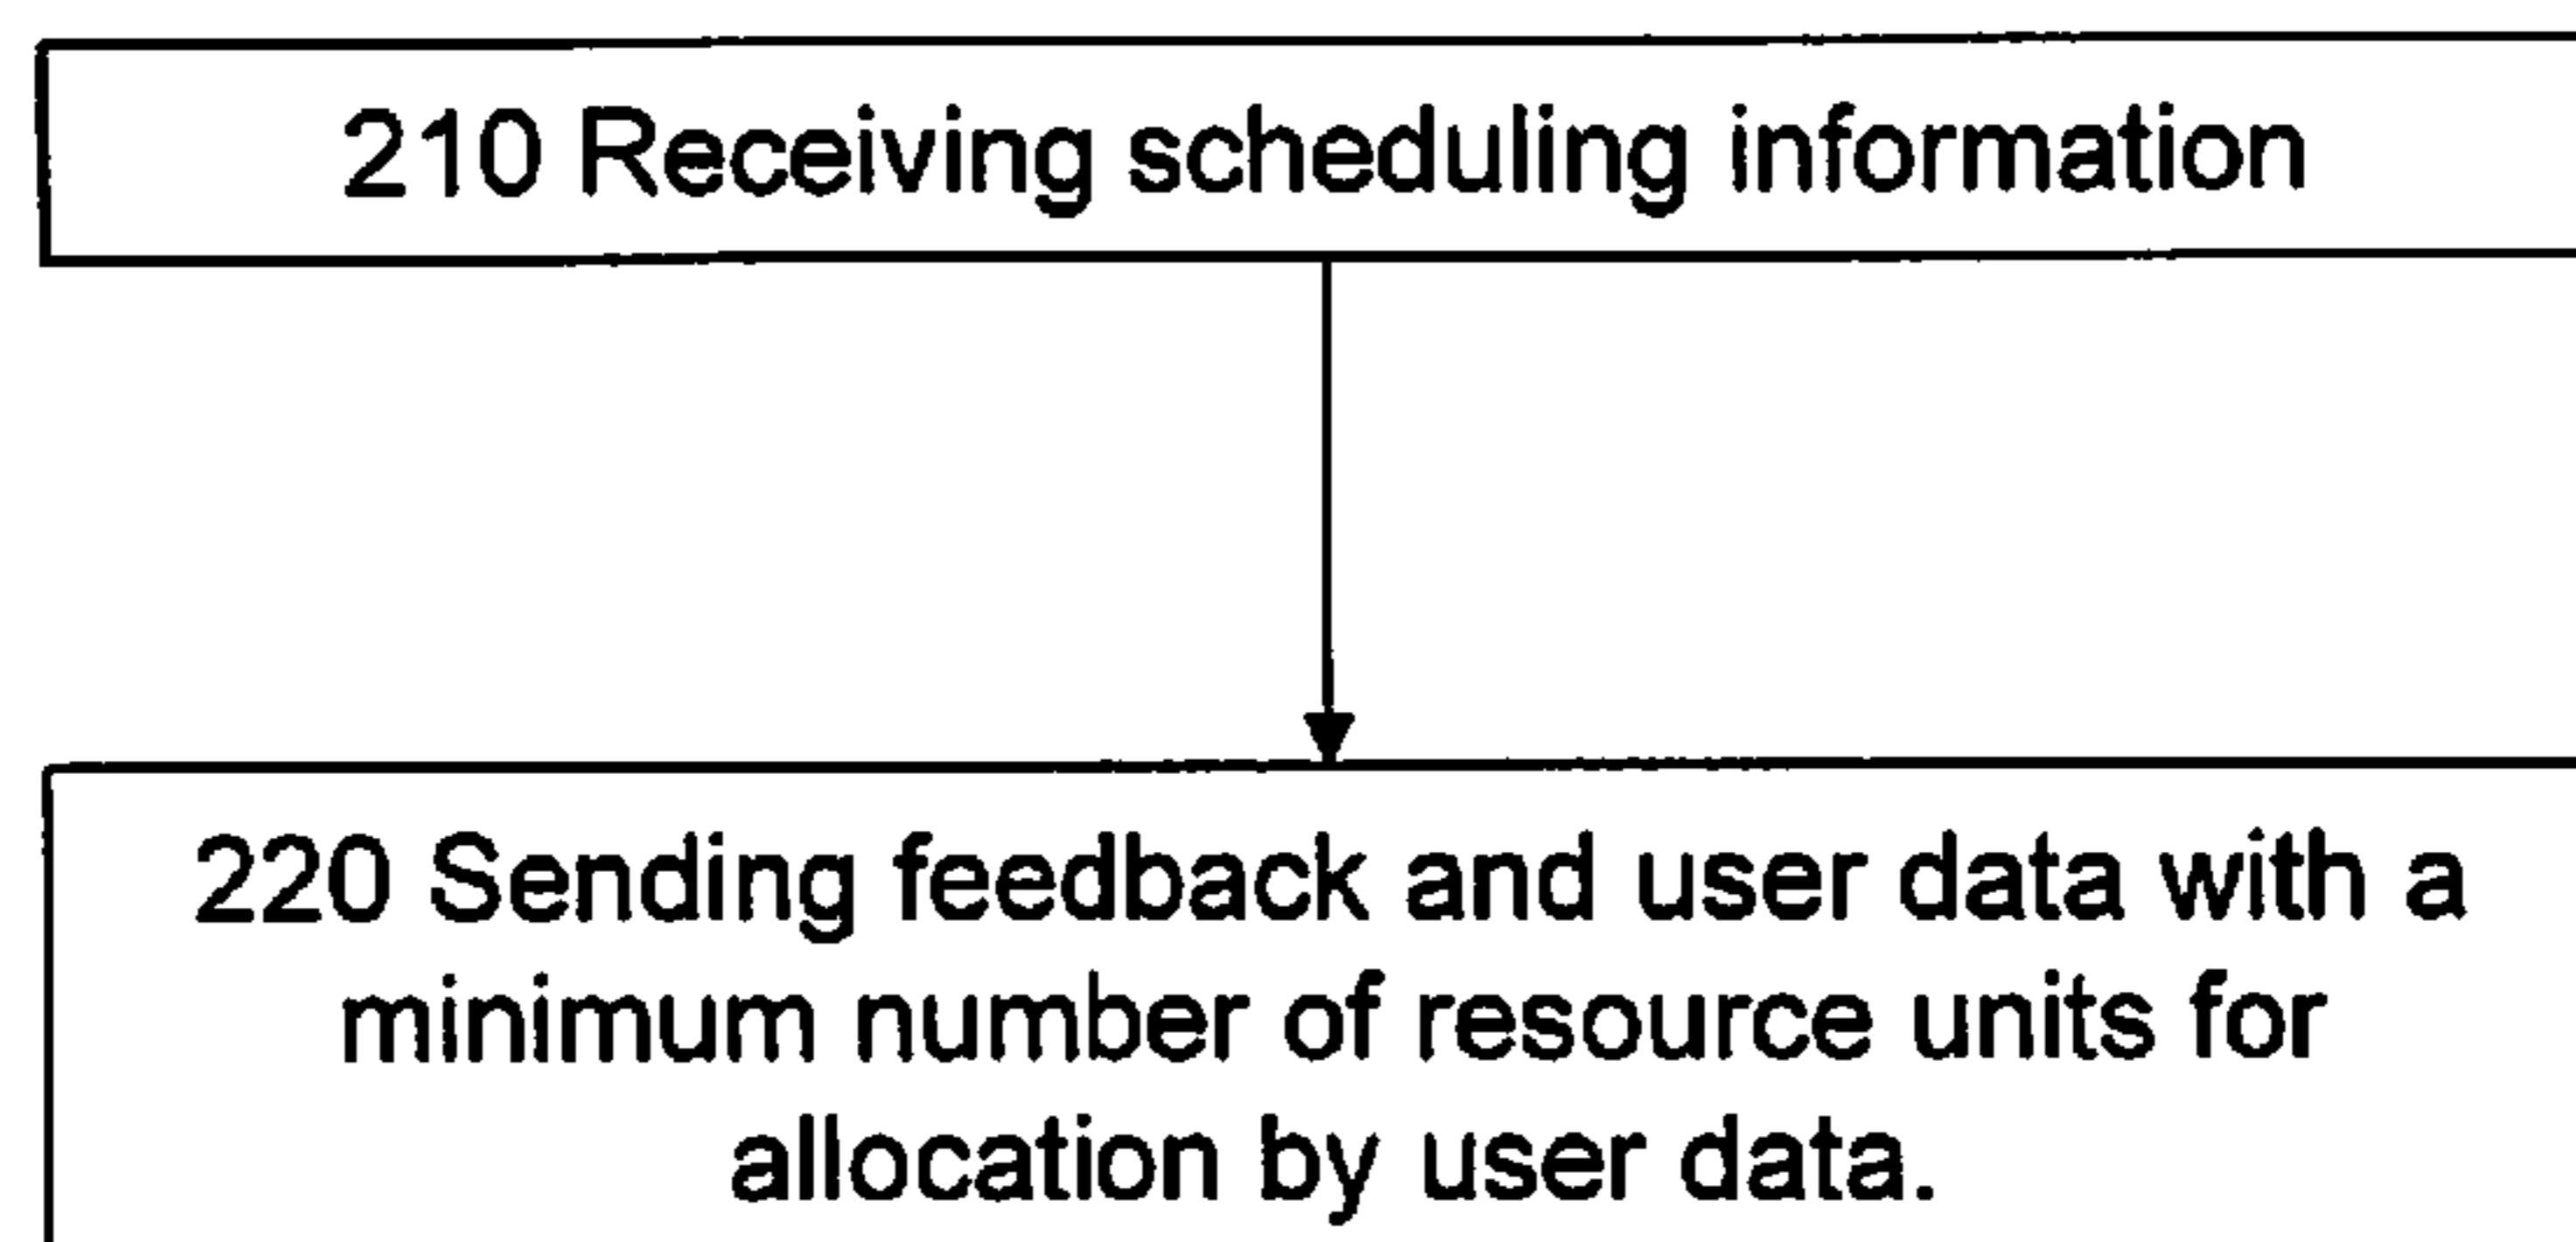 210 Receiving scheduling information
220 Sending feedback and user data with a
minimum number of resource units for
allocation by user data.